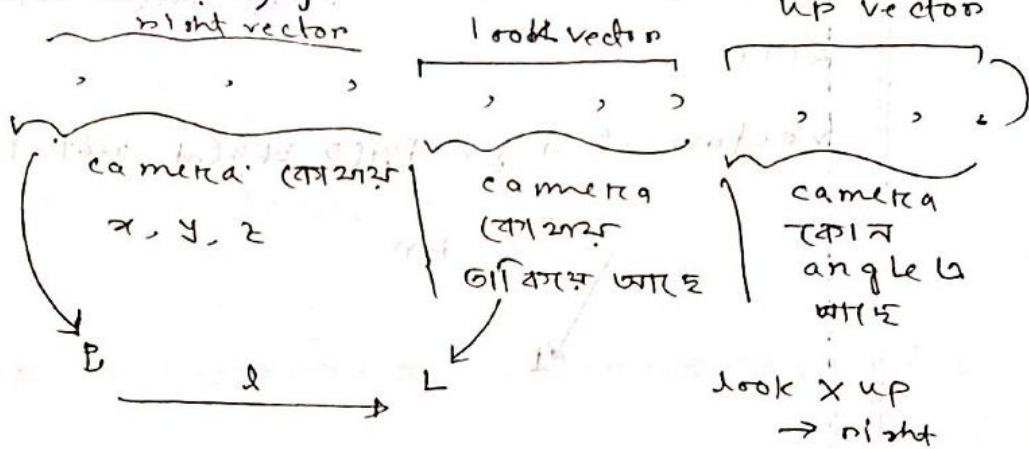 right vector look vector up vector
, , , , , , , , ,
camera কোথায় camera camera
x, y, z কোথায় কোন
তাকিয়ে আছে angle এ
আছে
E l L
look x up
→ right